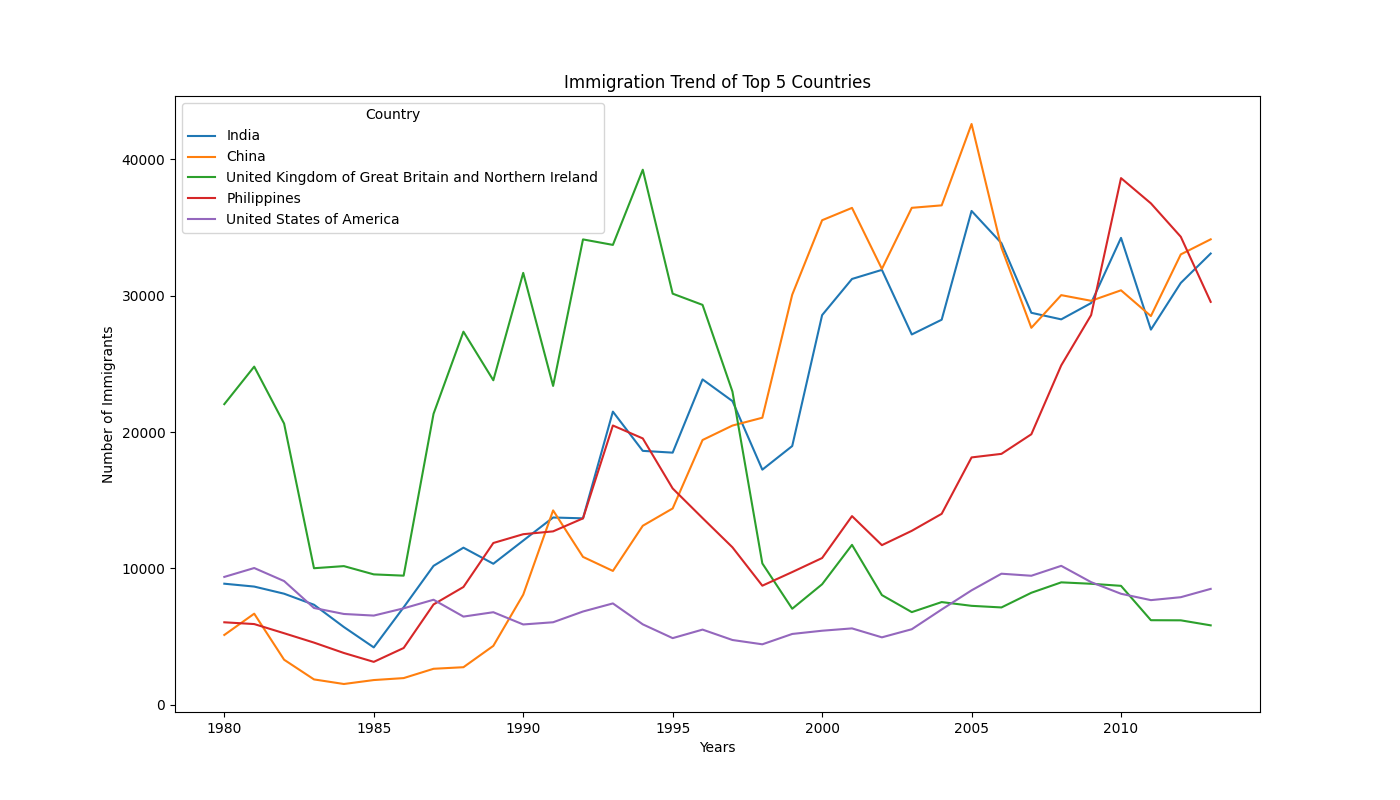 Immigration Trend of Top 5 Countries
Country
India
China
United Kingdom of Great Britain and Northern Ireland
Philippines
United States of America
Number of Immigrants
40000
30000
20000
10000
0
1980 1985 1990 1995 2000 2005 2010
Years